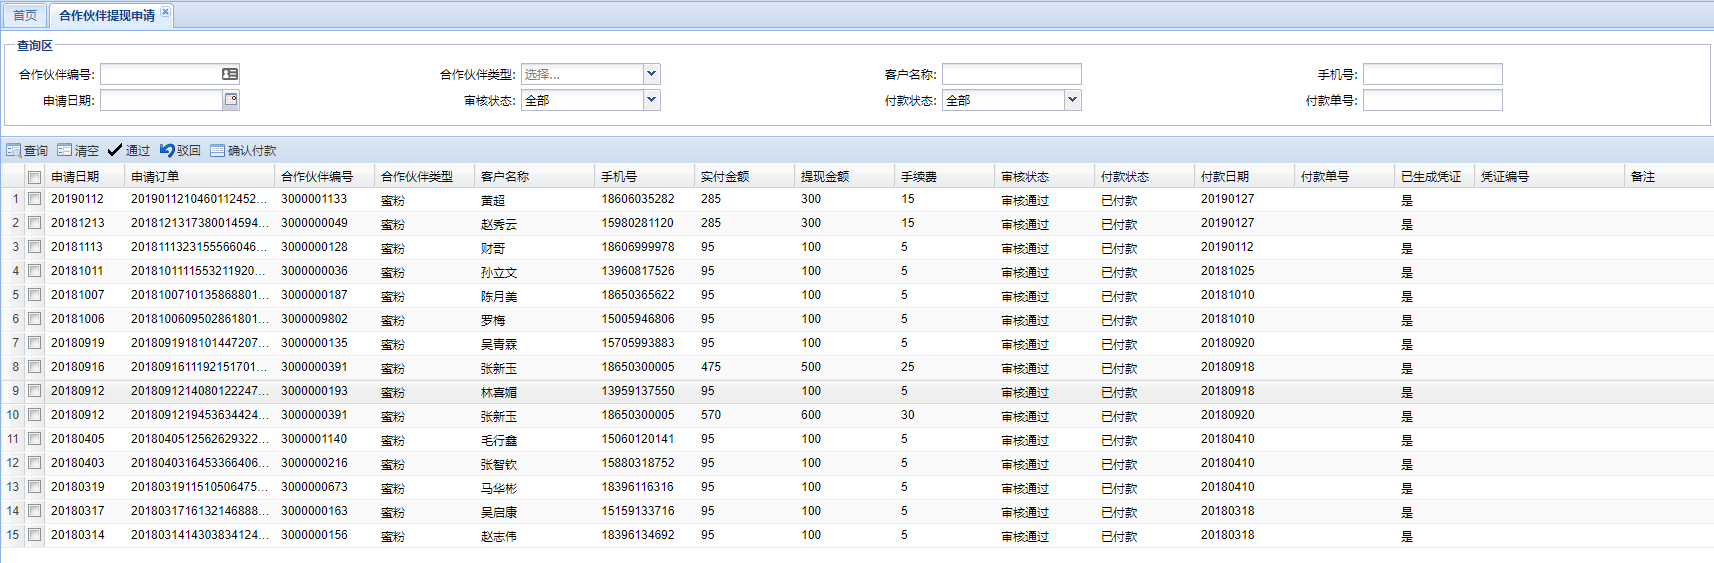 首页 合作伙伴提现申请
查询区
合作伙伴编号: 合作伙伴类型: 选择... 客户名称: 手机号:
申请日期: 审核状态: 全部 付款状态: 全部 付款单号:
查询 清空 通过 驳回 确认付款
申请日期 申请订单 合作伙伴编号 合作伙伴类型 客户名称 手机号 实付金额 提现金额 手续费 审核状态 付款状态 付款日期 付款单号 已生成凭证 凭证编号 备注
1 20190112 2019011210460112452... 3000001133 蜜粉 黄超 18606035282 285 300 15 审核通过 已付款 20190127 是
2 20181213 2018121317380014594... 3000000049 蜜粉 赵秀云 15980281120 285 300 15 审核通过 已付款 20190127 是
3 20181113 2018111323155566046... 3000000128 蜜粉 财哥 18606999978 95 100 5 审核通过 已付款 20190112 是
4 20181011 2018101111553211920... 3000000036 蜜粉 孙立文 13960817526 95 100 5 审核通过 已付款 20181025 是
5 20181007 2018100710135868801... 3000000187 蜜粉 陈月美 18650365622 95 100 5 审核通过 已付款 20181010 是
6 20181006 2018100609502861801... 3000009802 蜜粉 罗梅 15005946806 95 100 5 审核通过 已付款 20181010 是
7 20180919 2018091918101447207... 3000000135 蜜粉 吴青霖 15705993883 95 100 5 审核通过 已付款 20180920 是
8 20180916 2018091611192151701... 3000000391 蜜粉 张新玉 18650300005 475 500 25 审核通过 已付款 20180918 是
9 20180912 2018091214080122247... 3000000193 蜜粉 林喜媚 13959137550 95 100 5 审核通过 已付款 20180918 是
10 20180912 2018091219453634424... 3000000391 蜜粉 张新玉 18650300005 570 600 30 审核通过 已付款 20180920 是
11 20180405 2018040512562629322... 3000001140 蜜粉 毛行鑫 15060120141 95 100 5 审核通过 已付款 20180410 是
12 20180403 2018040316453366406... 3000000216 蜜粉 张智钦 15880318752 95 100 5 审核通过 已付款 20180410 是
13 20180319 2018031911510506475... 3000000673 蜜粉 马华彬 18396116316 95 100 5 审核通过 已付款 20180410 是
14 20180317 2018031716132146888... 3000000163 蜜粉 吴启康 15159133716 95 100 5 审核通过 已付款 20180318 是
15 20180314 2018031414303834124... 3000000156 蜜粉 赵志伟 18396134692 95 100 5 审核通过 已付款 20180318 是